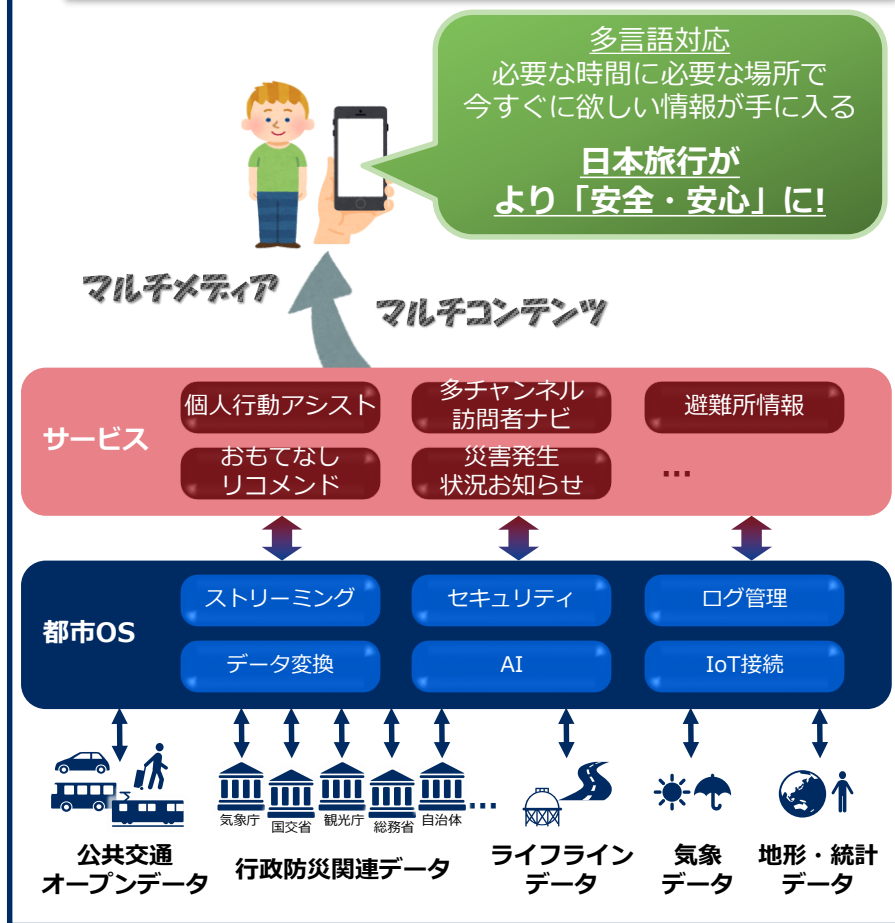 多言語対応
必要な時間に必要な場所で
今すぐに欲しい情報が手に入る
日本旅行が
より「安全・安心」に!
マルチメディア
マルチコンテンツ
サービス
個人行動アシスト
多チャンネル
訪問者ナビ
避難所情報
おもてなし
リコメンド
災害発生
状況お知らせ
…
都市OS
ストリーミング
セキュリティ
ログ管理
データ変換
AI
IoT接続
気象庁
国交省
観光庁
総務省
自治体
…
公共交通
オープンデータ
行政防災関連データ
ライフライン
データ
気象
データ
地形・統計
データ